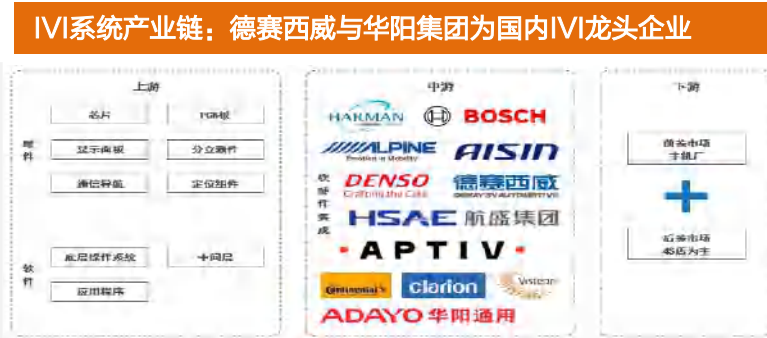 IVI系统产业链：德赛西威与华阳集团为国内IVI龙头企业
上游
中游
下游
芯片
PCB板
硬件
显示面板
分立器件
通信导航
定位组件
软件
底层操作系统
中间层
应用程序
软硬件集成
HARMAN
BOSCH
ALPINE
AISIN
DENSO
Crafting the Core
德赛西威
DESAY SV AUTOMOTIVE
HSAE 航盛集团
• A P T I V •
Continental
clarion
Visteon
ADAYO 华阳通用
前装市场
主机厂
后装市场
4S店为主